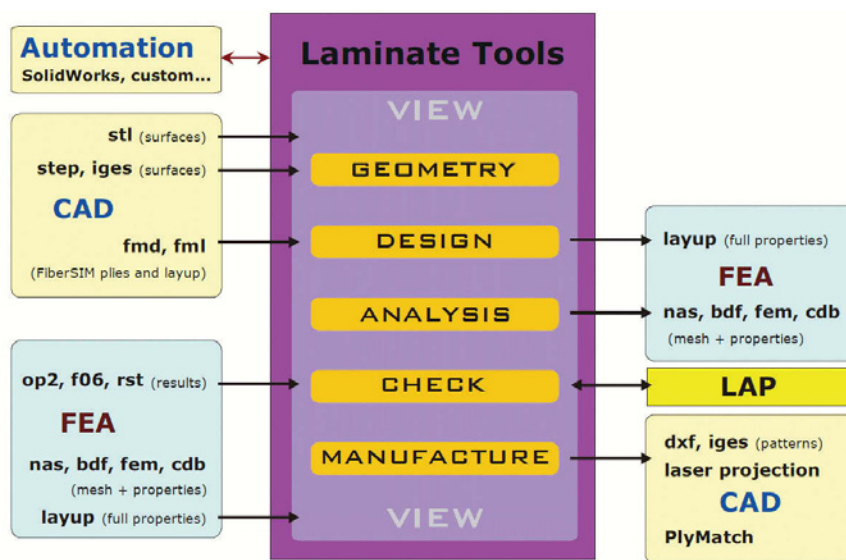 Automation
SolidWorks, custom...
stl (surfaces)
step, iges (surfaces)
CAD
fmd, fml
(FiberSIM plies and layup)
op2, f06, rst (results)
FEA
nas, bdf, fem, cdb
(mesh + properties)
layup (full properties)
Laminate Tools
VIEW
GEOMETRY
DESIGN
ANALYSIS
CHECK
MANUFACTURE
VIEW
layup (full properties)
FEA
nas, bdf, fem, cdb
(mesh + properties)
LAP
dxf, iges (patterns)
laser projection
CAD
PlyMatch